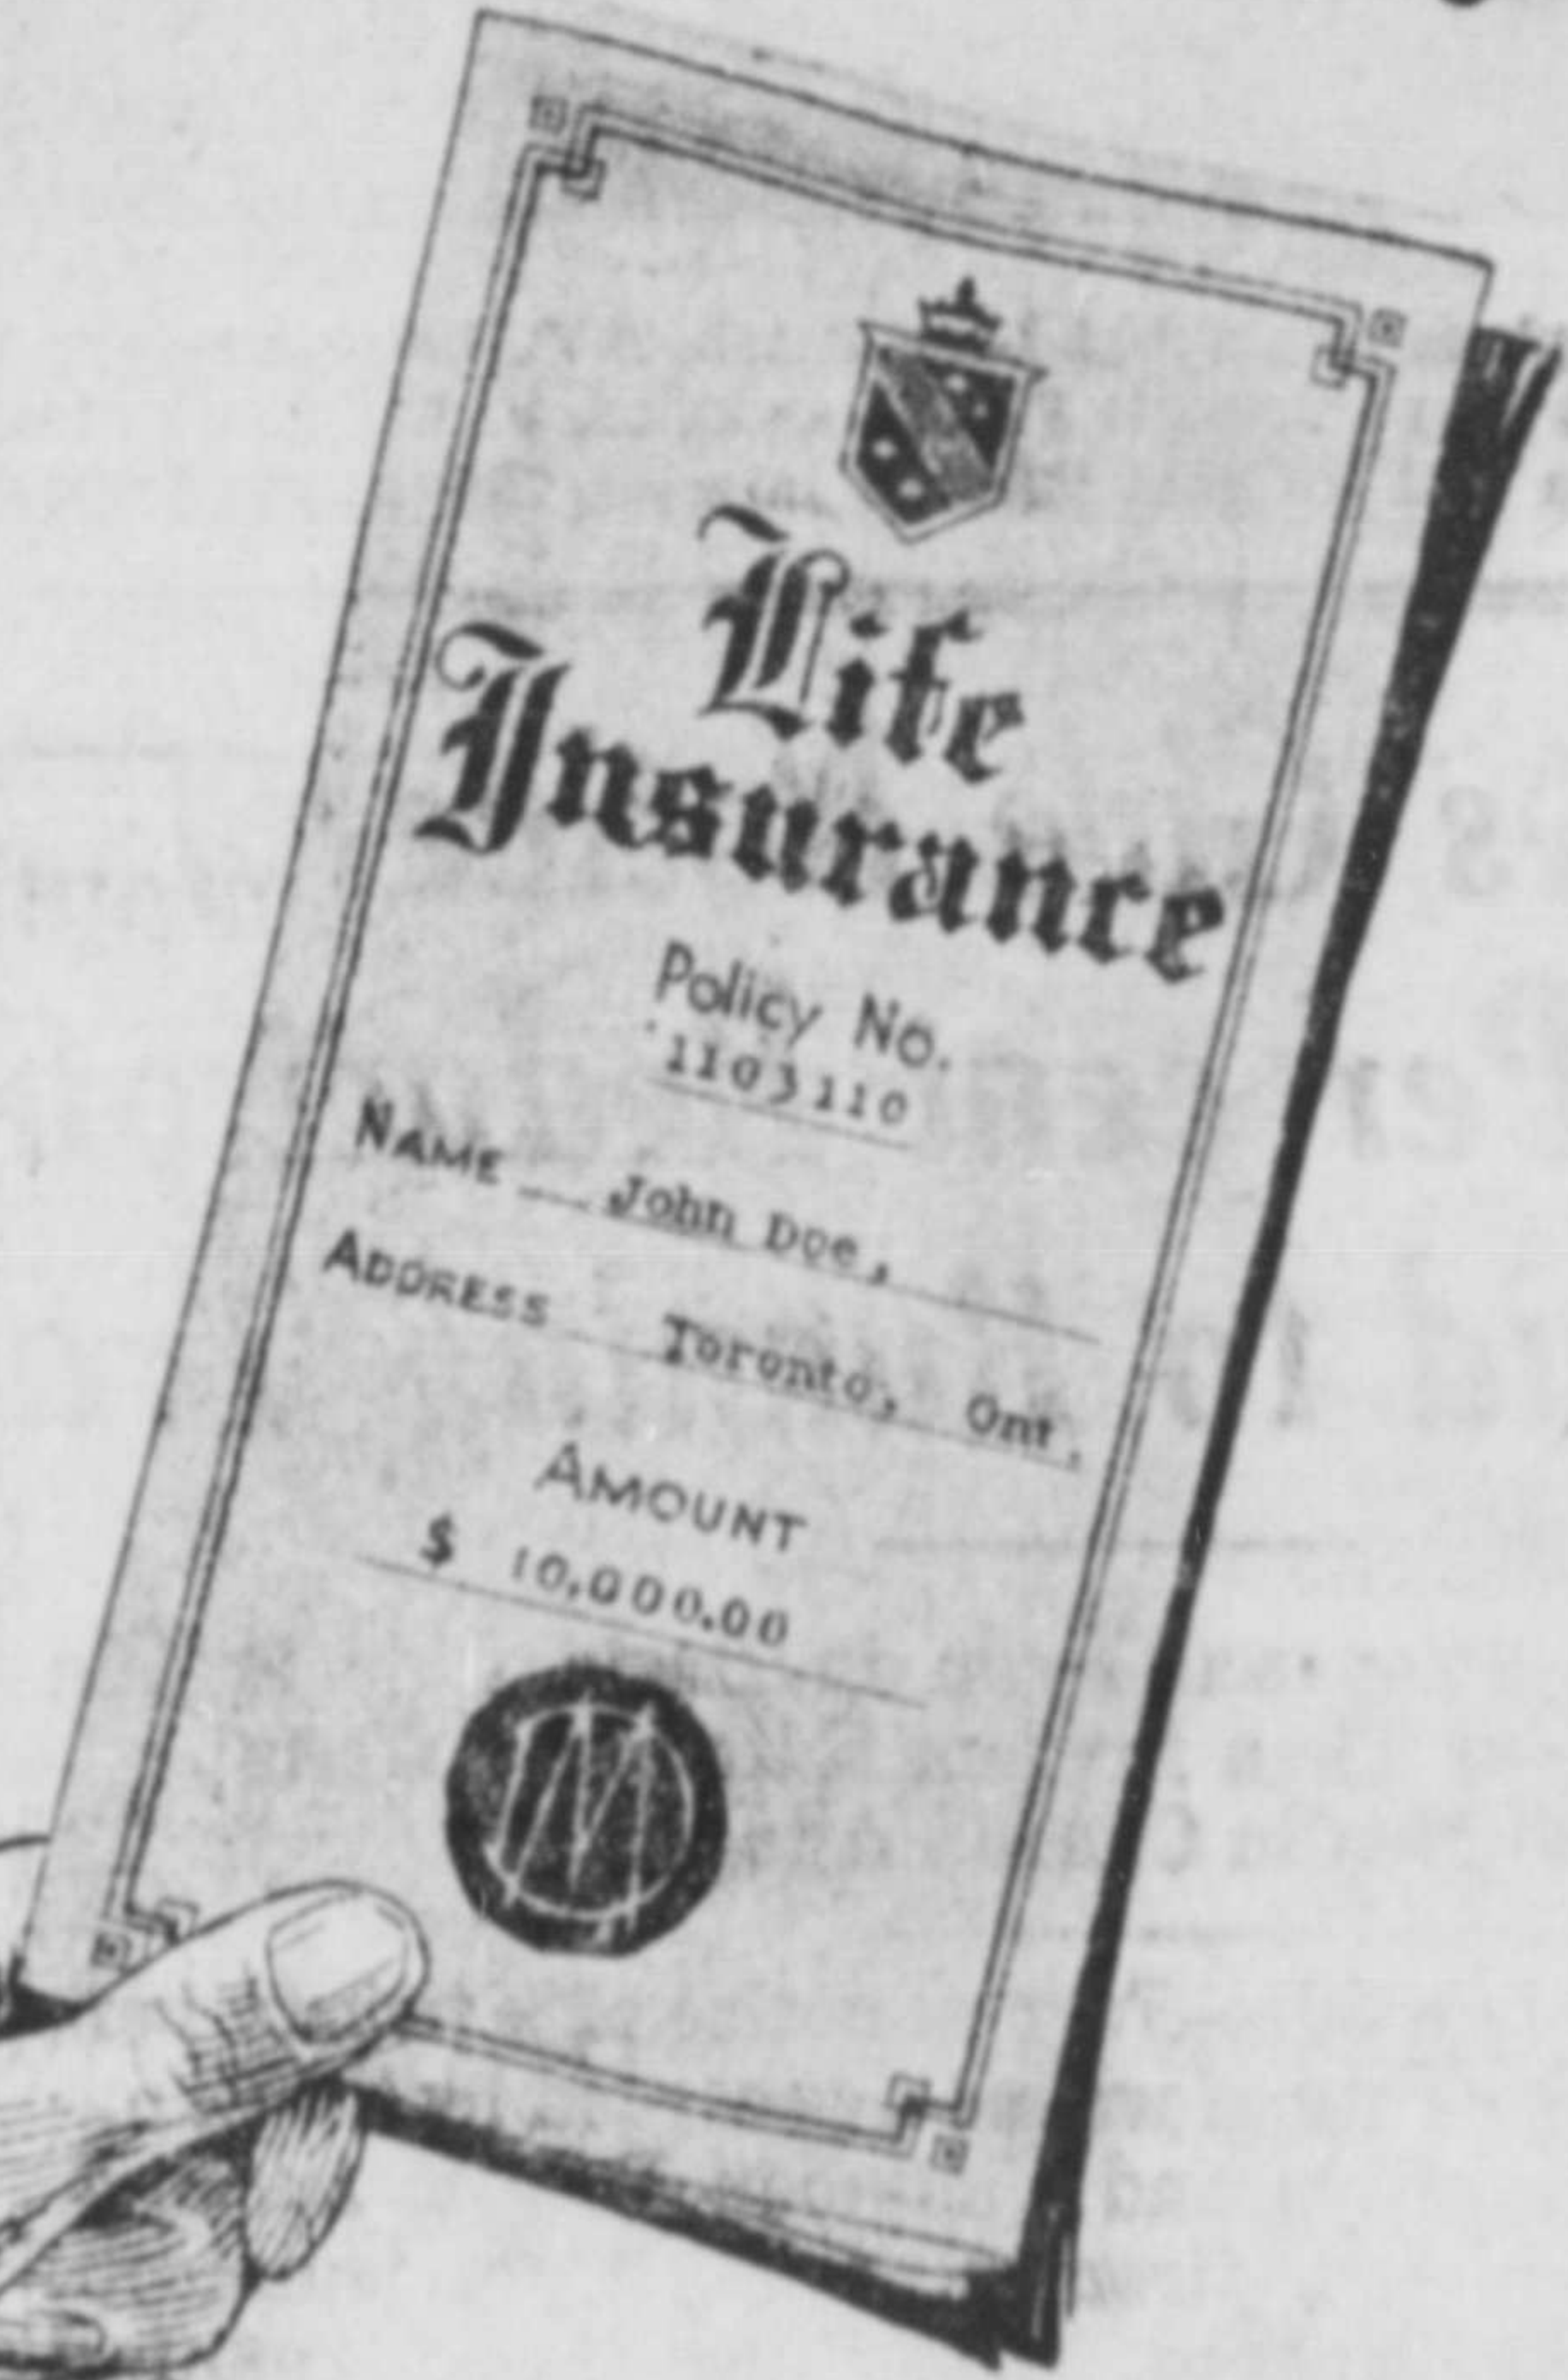 Life
Insurance
Policy No.
1103110
NAME John Doe,
ADDRESS Toronto, Ont.
AMOUNT
$ 10,000.00